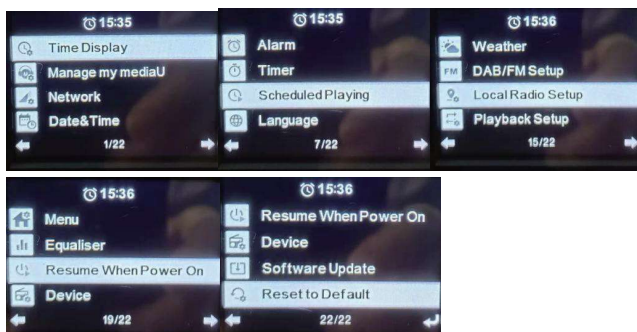 15:35
Time Display
Manage my mediaU
Network
Date&Time
1/22
15:35
Alarm
Timer
Scheduled Playing
Language
7/22
15:36
Weather
FM DAB/FM Setup
Local Radio Setup
Playback Setup
15/22
15:36
Menu
Equaliser
Resume When Power On
Device
19/22
15:36
Resume When Power On
Device
Software Update
Reset to Default
22/22